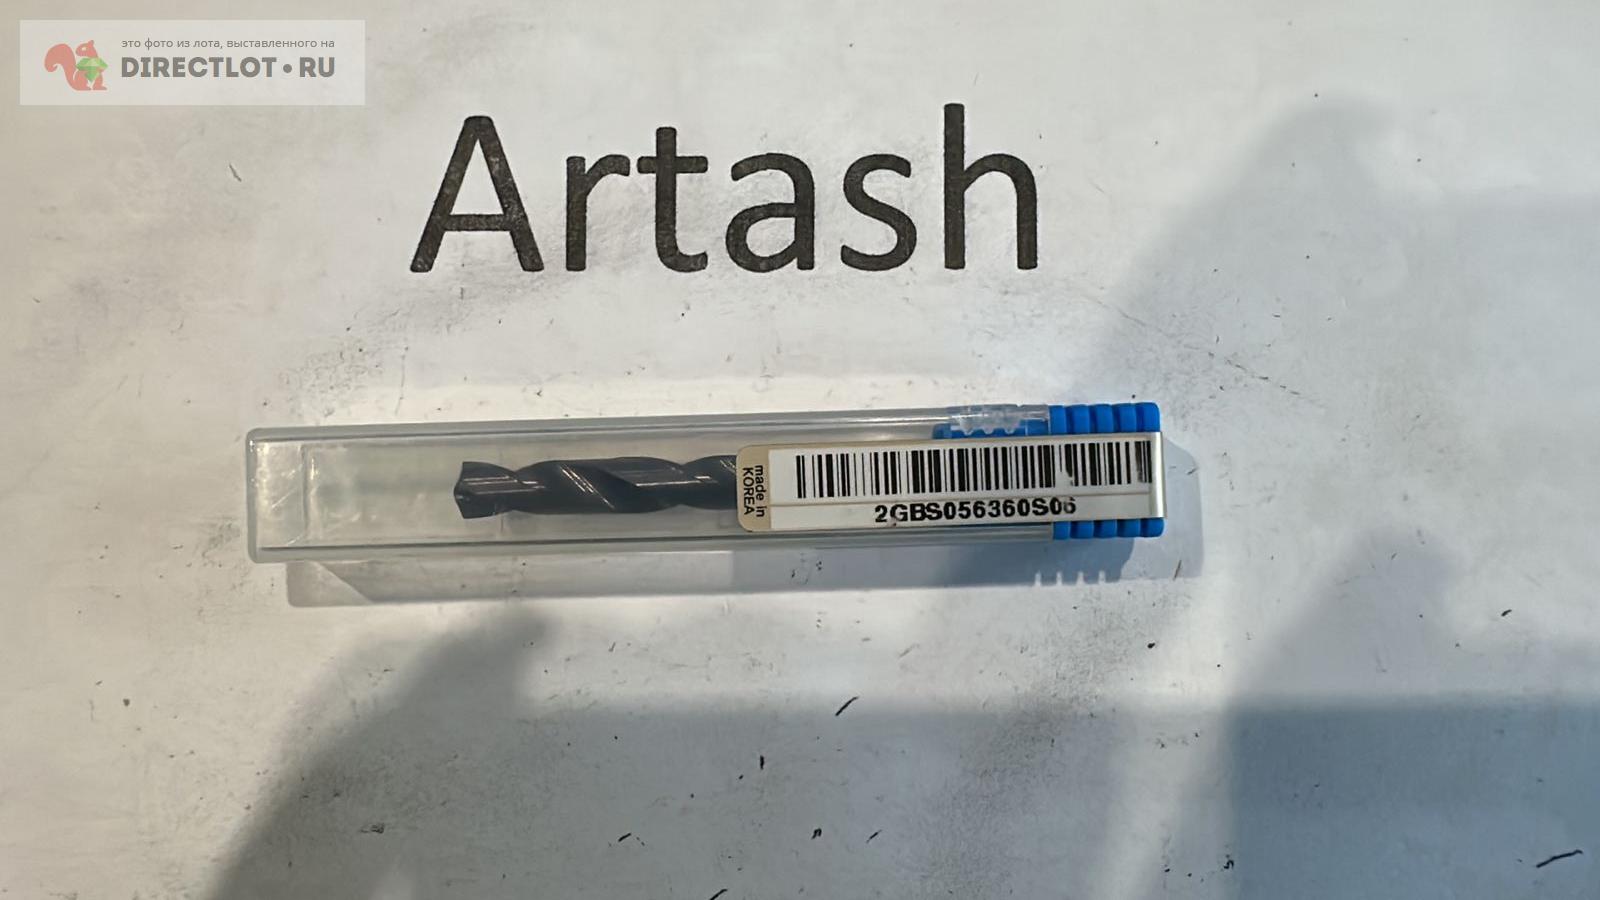 это фото из лота, выставленного на
DIRECTLOT•RU
Artash
made in
KOREA
2GBS056360S06